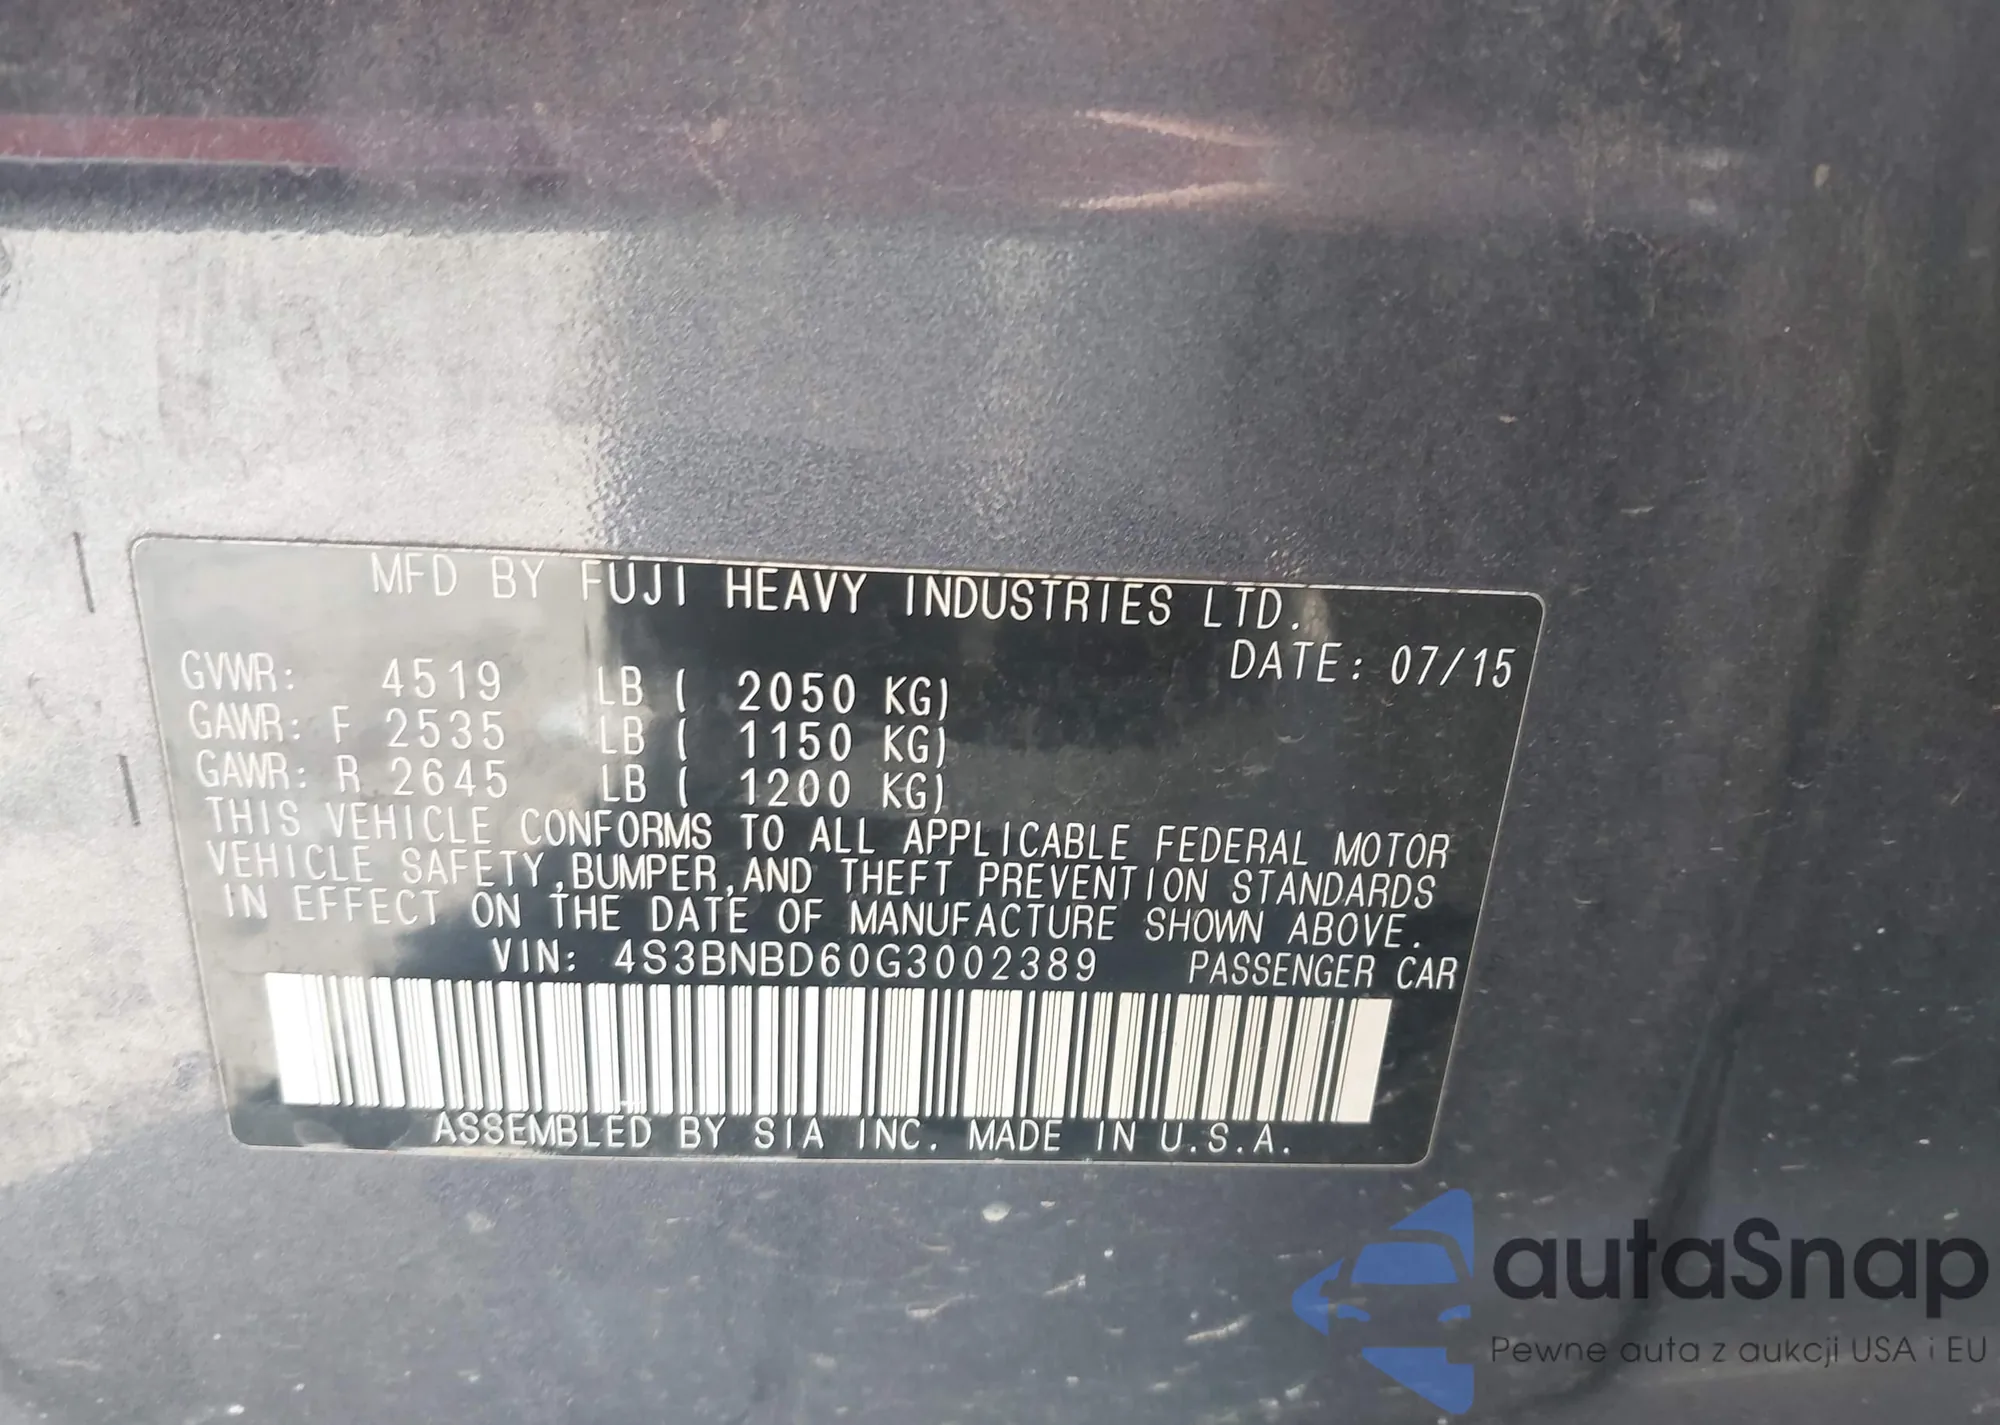 MFD BY FUJI HEAVY INDUSTRIES LTD.
DATE: 07/15
GVWR: 4519 LB ( 2050 KG)
GAWR: F 2535 LB ( 1150 KG)
GAWR: R 2645 LB ( 1200 KG)
THIS VEHICLE CONFORMS TO ALL APPLICABLE FEDERAL MOTOR
VEHICLE SAFETY,BUMPER,AND THEFT PREVENTION STANDARDS
IN EFFECT ON THE DATE OF MANUFACTURE SHOWN ABOVE.
VIN: 4S3BNBD60G3002389 PASSENGER CAR
ASSEMBLED BY SIA INC. MADE IN U.S.A.
autaSnap
Pewne auta z aukcji USA i EU